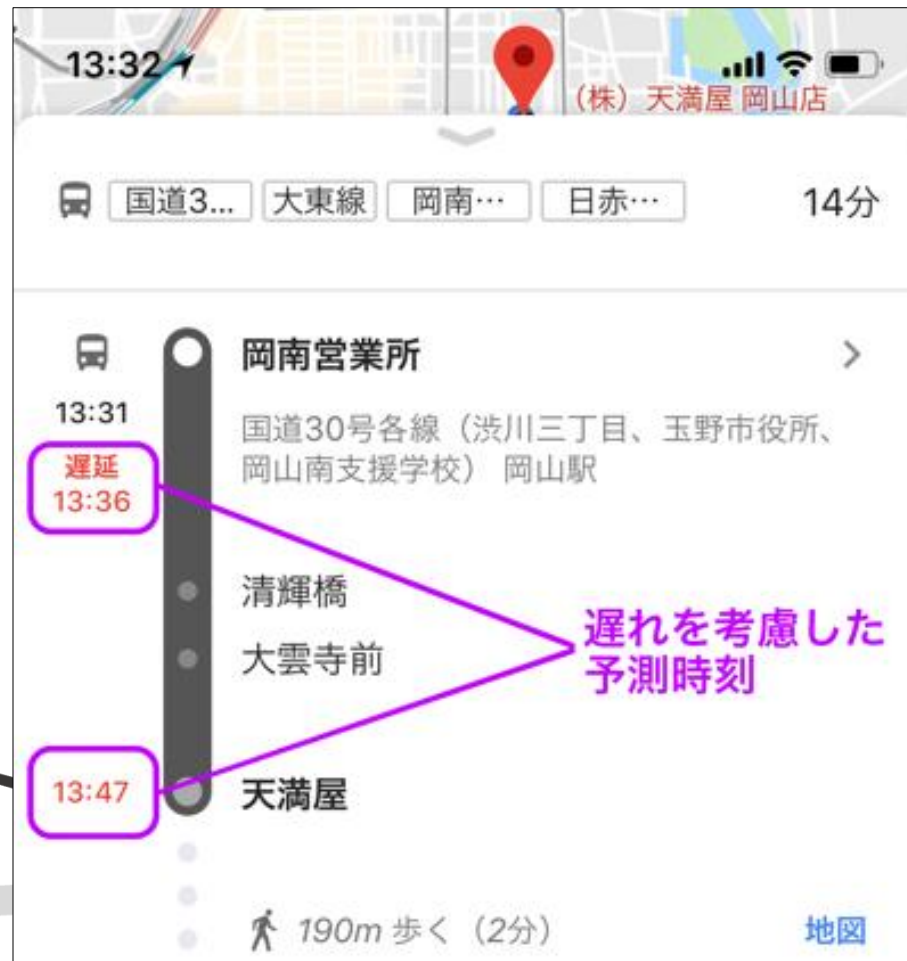 13:32
(株) 天満屋 岡山店
国道3... 大東線 岡南… 日赤… 14分
岡南営業所
13:31
国道30号各線（渋川三丁目、玉野市役所、
岡山南支援学校） 岡山駅
遅延
13:36
清輝橋
大雲寺前
遅れを考慮した
予測時刻
13:47
天満屋
190m 歩く（2分）
地図